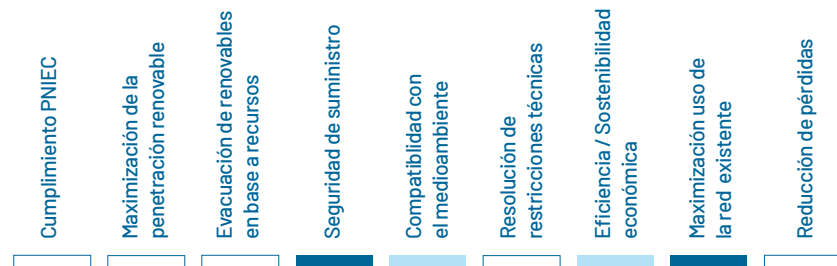 Cumplimiento PNIEC
Maximización de la
penetración renovable
Evacuación de renovables
en base a recursos
Seguridad de suministro
Compatiblidad con
el medioambiente
Resolución de
restricciones técnicas
Eficiencia / Sostenibilidad
económica
Maximización uso de
la red existente
Reducción de pérdidas